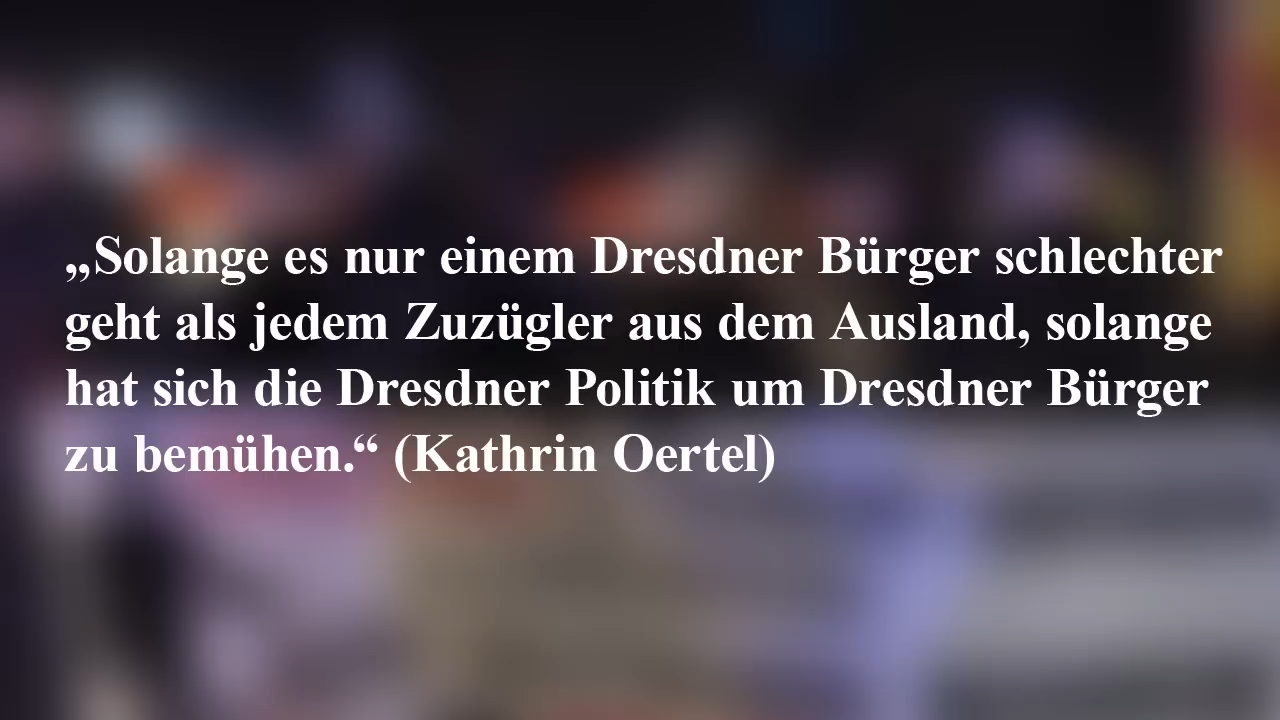 „Solange es nur einem Dresdner Bürger schlechter
geht als jedem Zuzügler aus dem Ausland, solange
hat sich die Dresdner Politik um Dresdner Bürger
zu bemühen.“ (Kathrin Oertel)